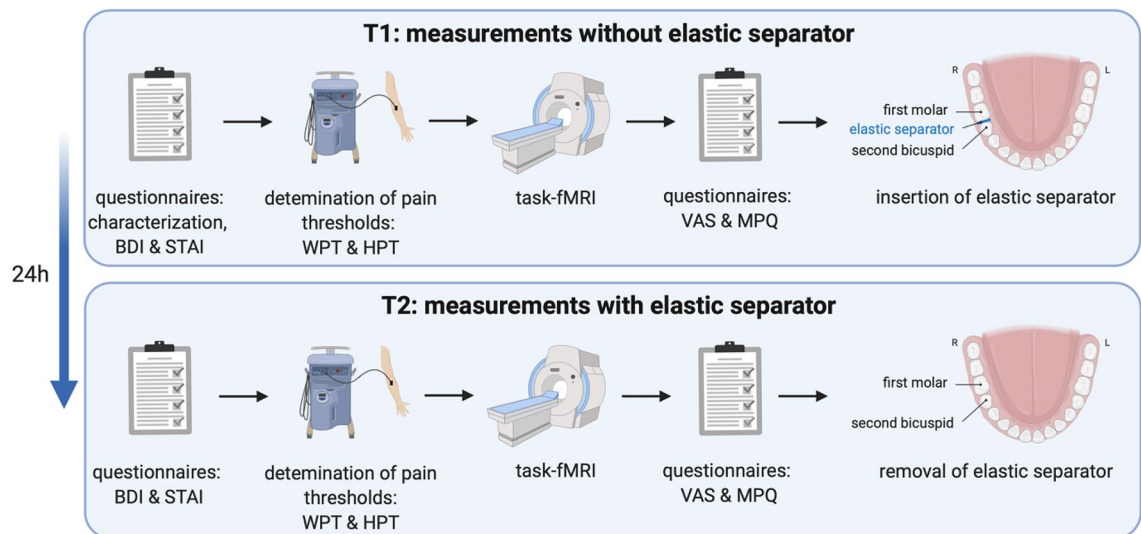 T1: measurements without elastic separator
R
L
first molar
elastic separator
second bicuspid
questionnaires:
characterization,
BDI & STAI
detemination of pain
thresholds:
WPT & HPT
task-fMRI
questionnaires:
VAS & MPQ
insertion of elastic separator
24h
T2: measurements with elastic separator
R
L
first molar
second bicuspid
questionnaires:
BDI & STAI
detemination of pain
thresholds:
WPT & HPT
task-fMRI
questionnaires:
VAS & MPQ
removal of elastic separator